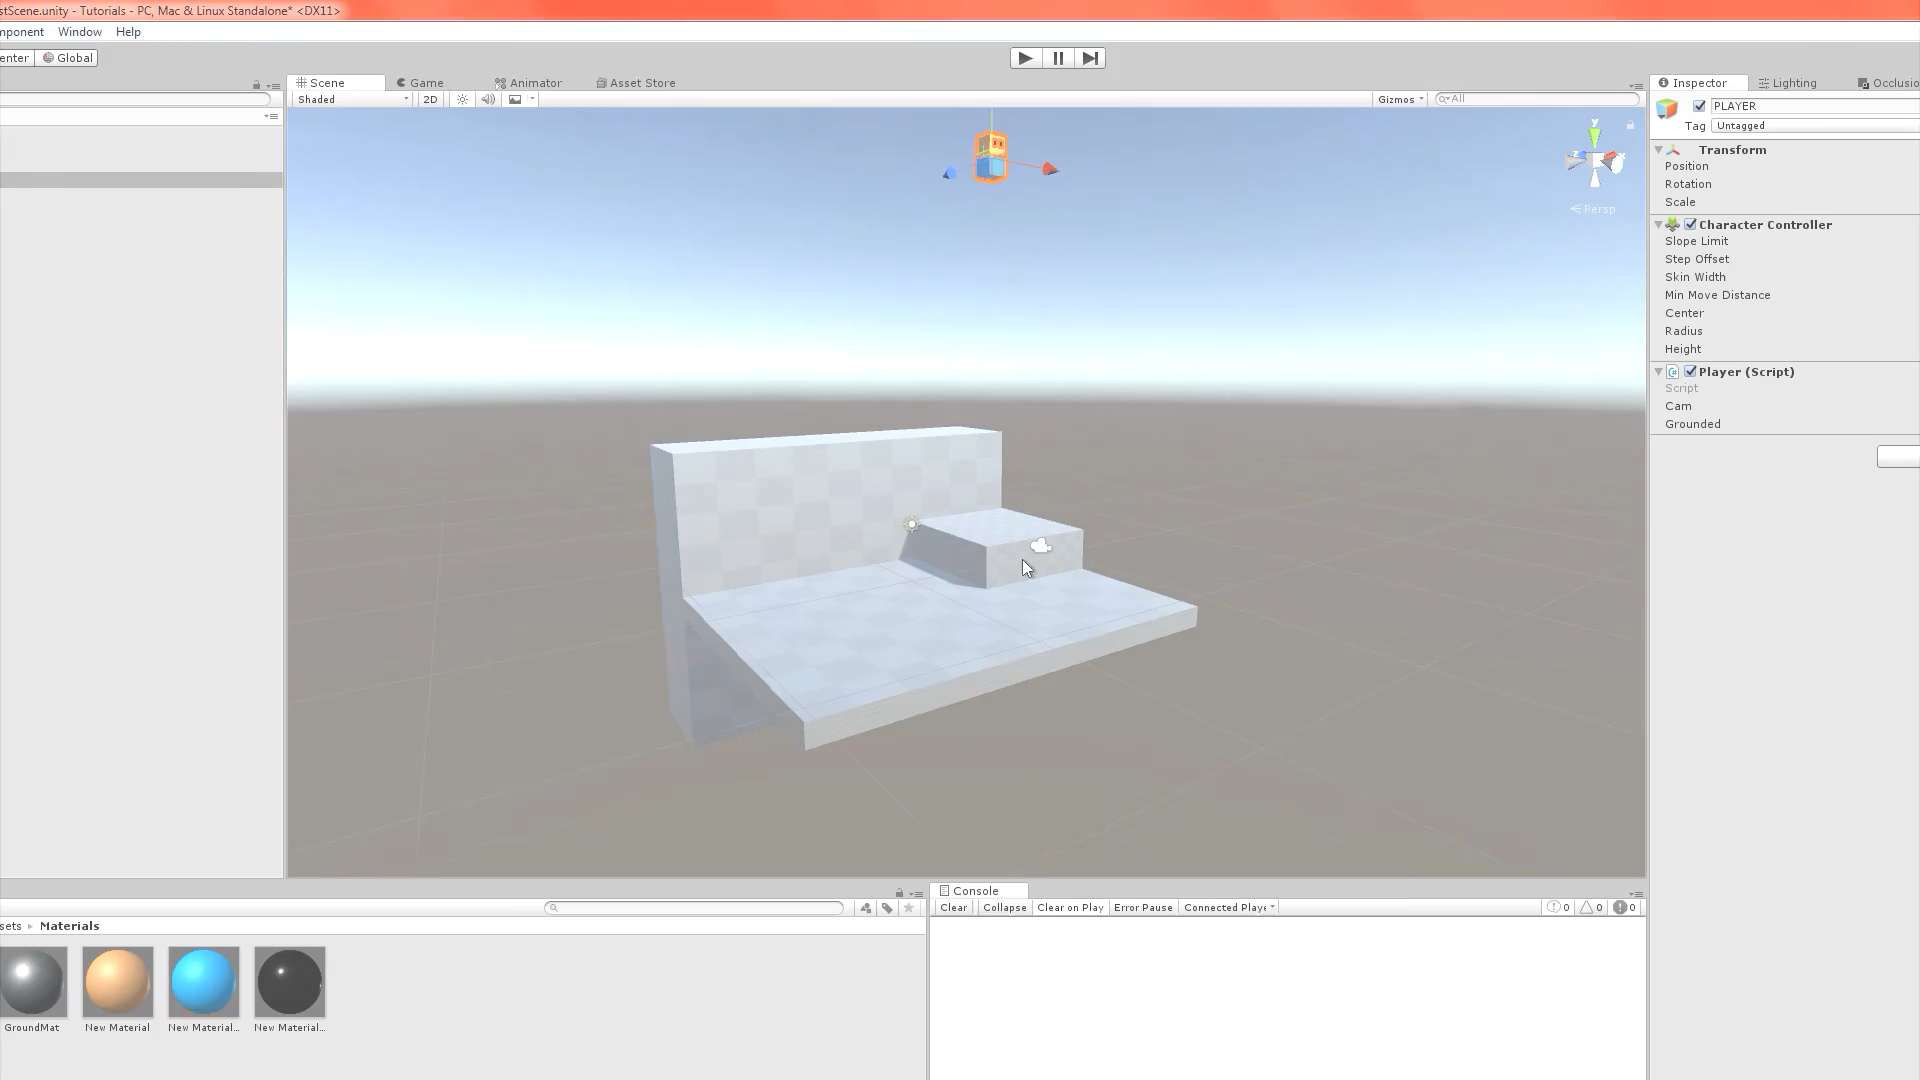 stScene.unity - Tutorials - PC, Mac & Linux Standalone* <DX11>
mponent Window Help
enter Global
Scene Game Animator Asset Store
Shaded 2D Gizmos All
Inspector Lighting Occlusio
PLAYER
Tag Untagged
Transform
Position
Rotation
Scale
Character Controller
Slope Limit
Step Offset
Skin Width
Min Move Distance
Center
Radius
Height
Player (Script)
Script
Cam
Grounded
y
x
z
Persp
Console
Clear Collapse Clear on Play Error Pause Connected Playe 0 0 0
sets Materials
GroundMat New Material New Material... New Material...